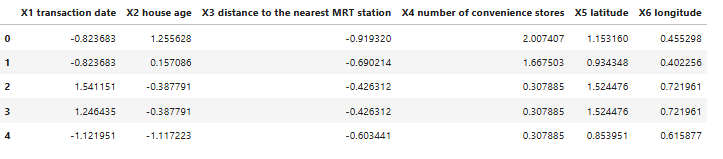 X1 transaction date X2 house age X3 distance to the nearest MRT station X4 number of convenience stores X5 latitude X6 longitude
0 -0.823683 1.255628 -0.919320 2.007407 1.153160 0.455298
1 -0.823683 0.157086 -0.690214 1.667503 0.934348 0.402256
2 1.541151 -0.387791 -0.426312 0.307885 1.524476 0.721961
3 1.246435 -0.387791 -0.426312 0.307885 1.524476 0.721961
4 -1.121951 -1.117223 -0.603441 0.307885 0.853951 0.615877